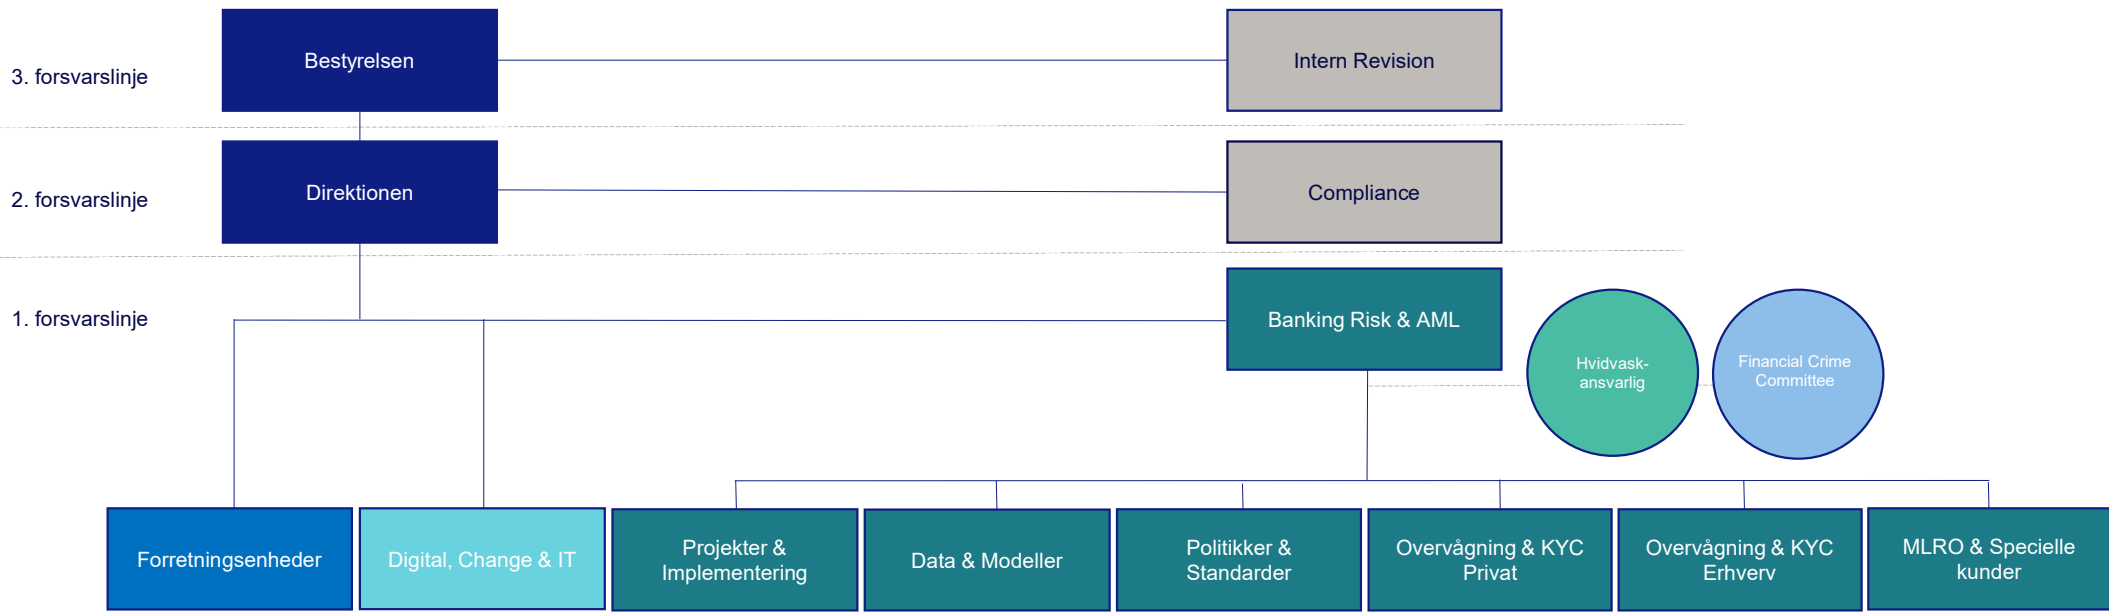 3. forsvarslinje
Bestyrelsen
Intern Revision
2. forsvarslinje
Direktionen
Compliance
1. forsvarslinje
Banking Risk & AML
Hvidvask-
ansvarlig
Financial Crime
Committee
Forretningsenheder
Digital, Change & IT
Projekter &
Implementering
Data & Modeller
Politikker &
Standarder
Overvågning & KYC
Privat
Overvågning & KYC
Erhverv
MLRO & Specielle
kunder